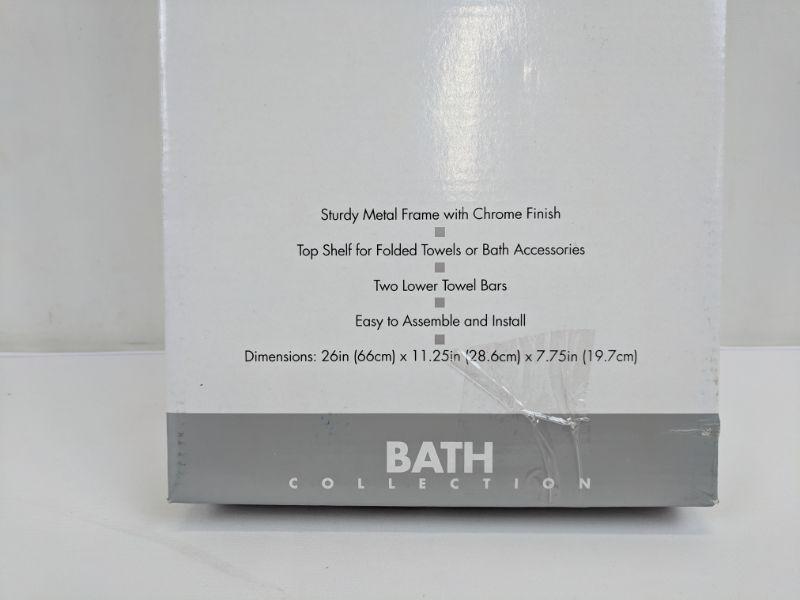 Sturdy Metal Frame with Chrome Finish
Top Shelf for Folded Towels or Bath Accessories
Two Lower Towel Bars
Easy to Assemble and Install
Dimensions: 26in (66cm) x 11.25in (28.6cm) x 7.75in (19.7cm)
BATH
COLLECTION